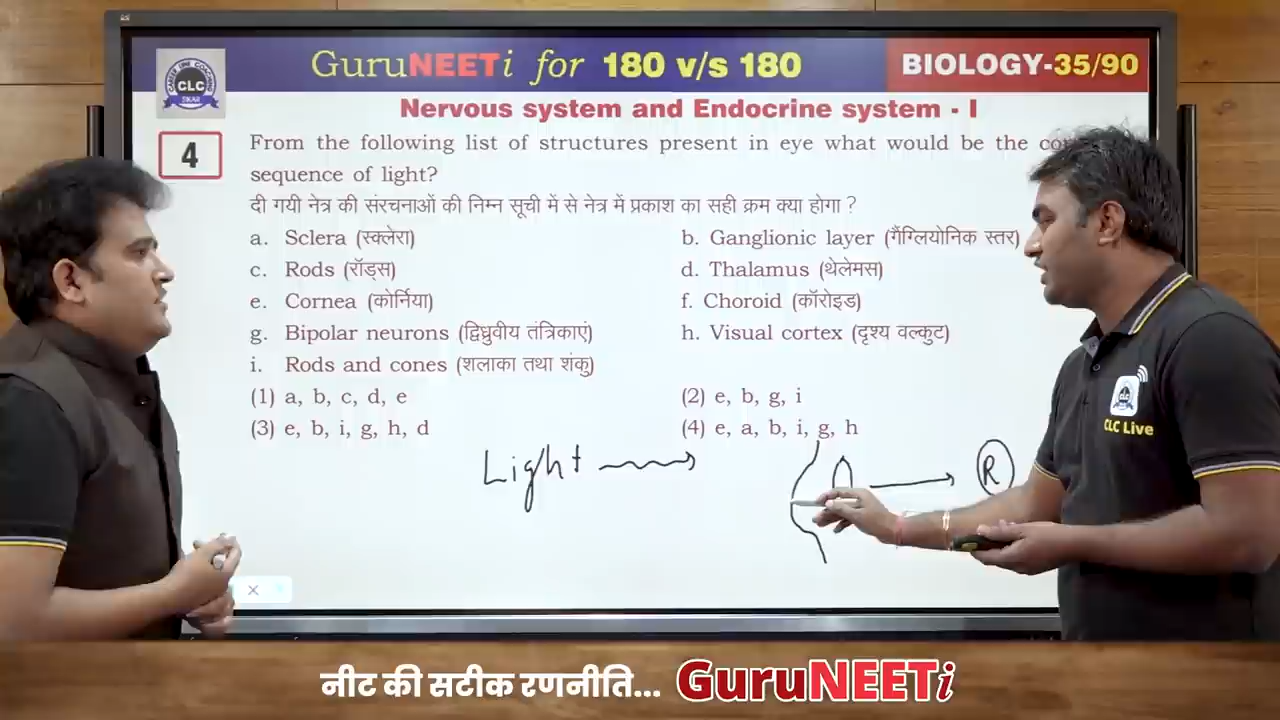 GuruNEETi for 180 v/s 180
BIOLOGY-35/90
CLC
Nervous system and Endocrine system - I
4
From the following list of structures present in eye what would be the
sequence of light?
दी गयी नेत्र की संरचनाओं की निम्न सूची में से नेत्र में प्रकाश का सही क्रम क्या होगा ?
a. Sclera (स्क्लेरा)
b. Ganglionic layer (गैंग्लियोनिक स्तर)
c. Rods (रॉड्स)
d. Thalamus (थेलेमस)
e. Cornea (कोर्निया)
f. Choroid (कॉरोइड)
g. Bipolar neurons (द्विध्रुवीय तंत्रिकाएं)
h. Visual cortex (दृश्य वल्कुट)
i. Rods and cones (शलाका तथा शंकु)
(1) a, b, c, d, e
(2) e, b, g, i
(3) e, b, i, g, h, d
(4) e, a, b, i, g, h
Light
R
CLC Live
नीट की सटीक रणनीति...
GuruNEETi